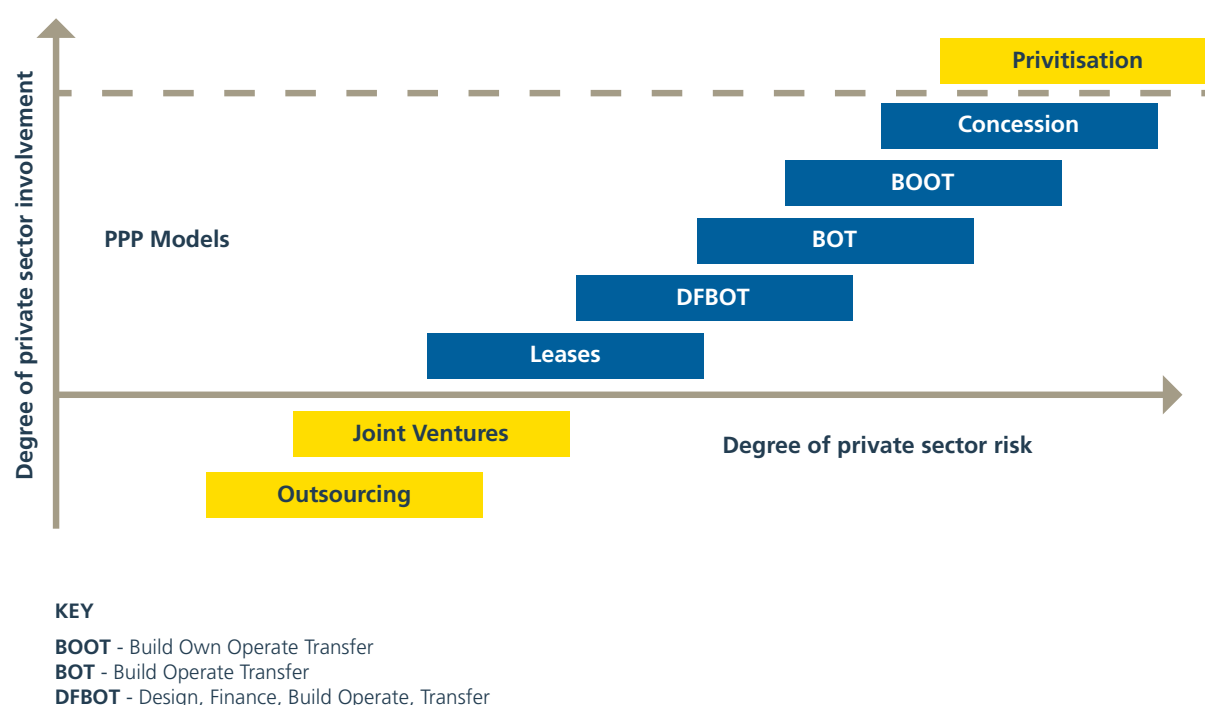 Degree of private sector involvement
Privitisation
Concession
BOOT
BOT
PPP Models
DFBOT
Leases
Joint Ventures
Degree of private sector risk
Outsourcing
KEY
BOOT - Build Own Operate Transfer
BOT - Build Operate Transfer
DFBOT - Design, Finance, Build Operate, Transfer